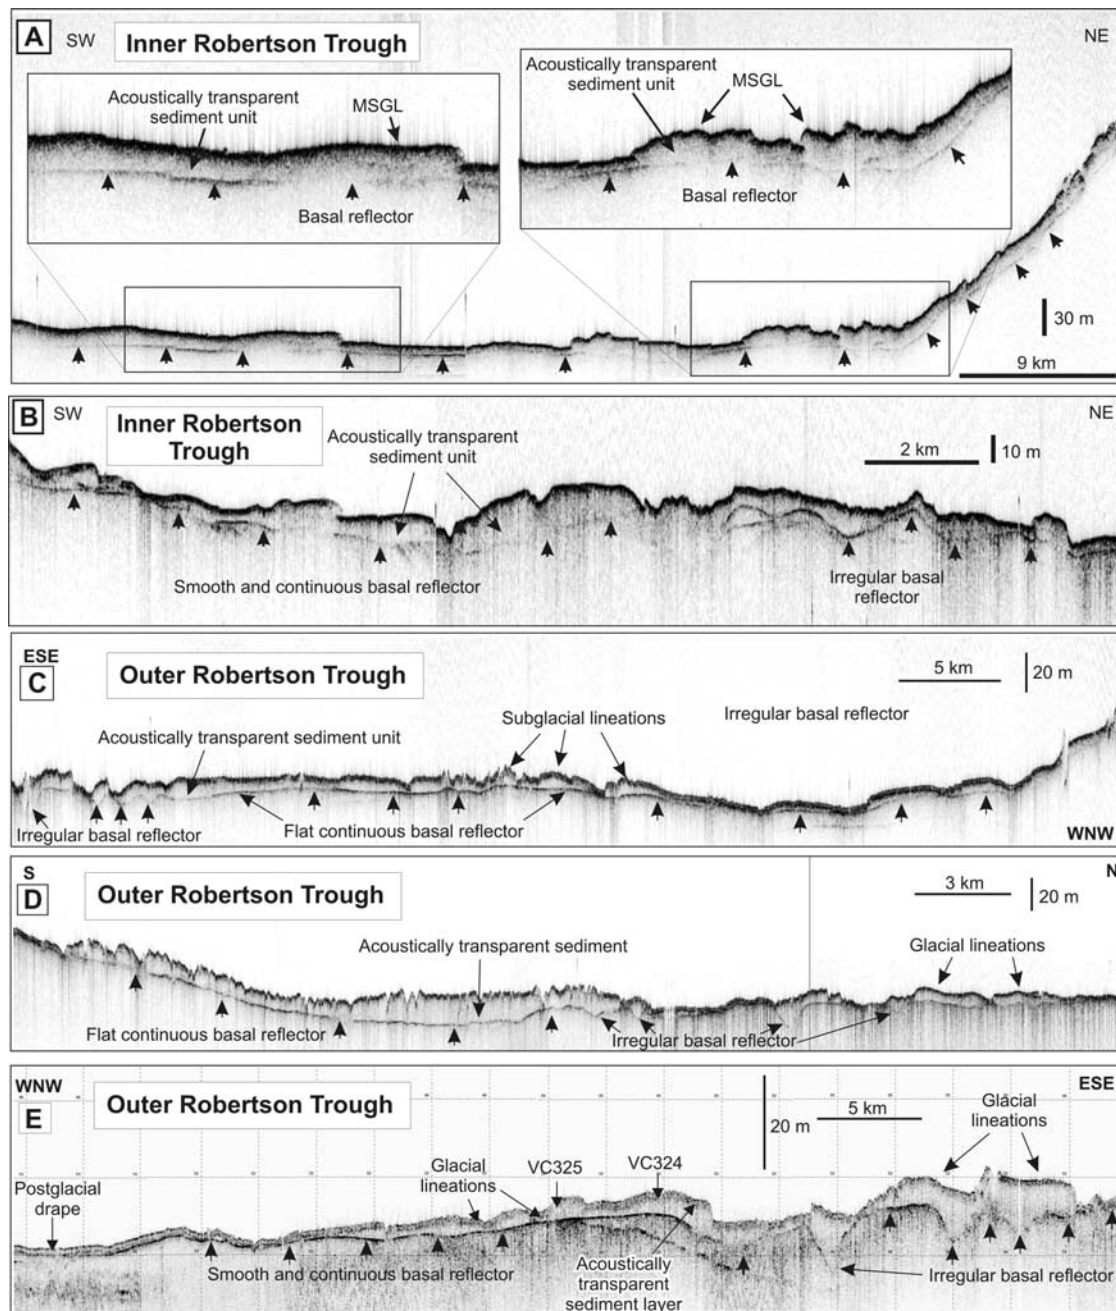 A
SW
Inner Robertson Trough
NE
Acoustically transparent
sediment unit
MSGL
Basal reflector
Acoustically transparent
sediment unit
MSGL
Basal reflector
30 m
9 km
B
SW
Inner Robertson
Trough
Acoustically transparent
sediment unit
2 km
10 m
NE
Smooth and continuous basal reflector
Irregular basal
reflector
ESE
C
Outer Robertson Trough
5 km
20 m
Subglacial lineations
Irregular basal reflector
Acoustically transparent sediment unit
Irregular basal reflector
Flat continuous basal reflector
WNW
S
D
Outer Robertson Trough
3 km
20 m
N
Acoustically transparent sediment
Glacial lineations
Flat continuous basal reflector
Irregular basal reflector
WNW
E
Outer Robertson Trough
20 m
5 km
ESE
Glacial
lineations
Postglacial
drape
Glacial
lineations
VC325
VC324
Smooth and continuous basal reflector
Acoustically
transparent
sediment layer
Irregular basal reflector